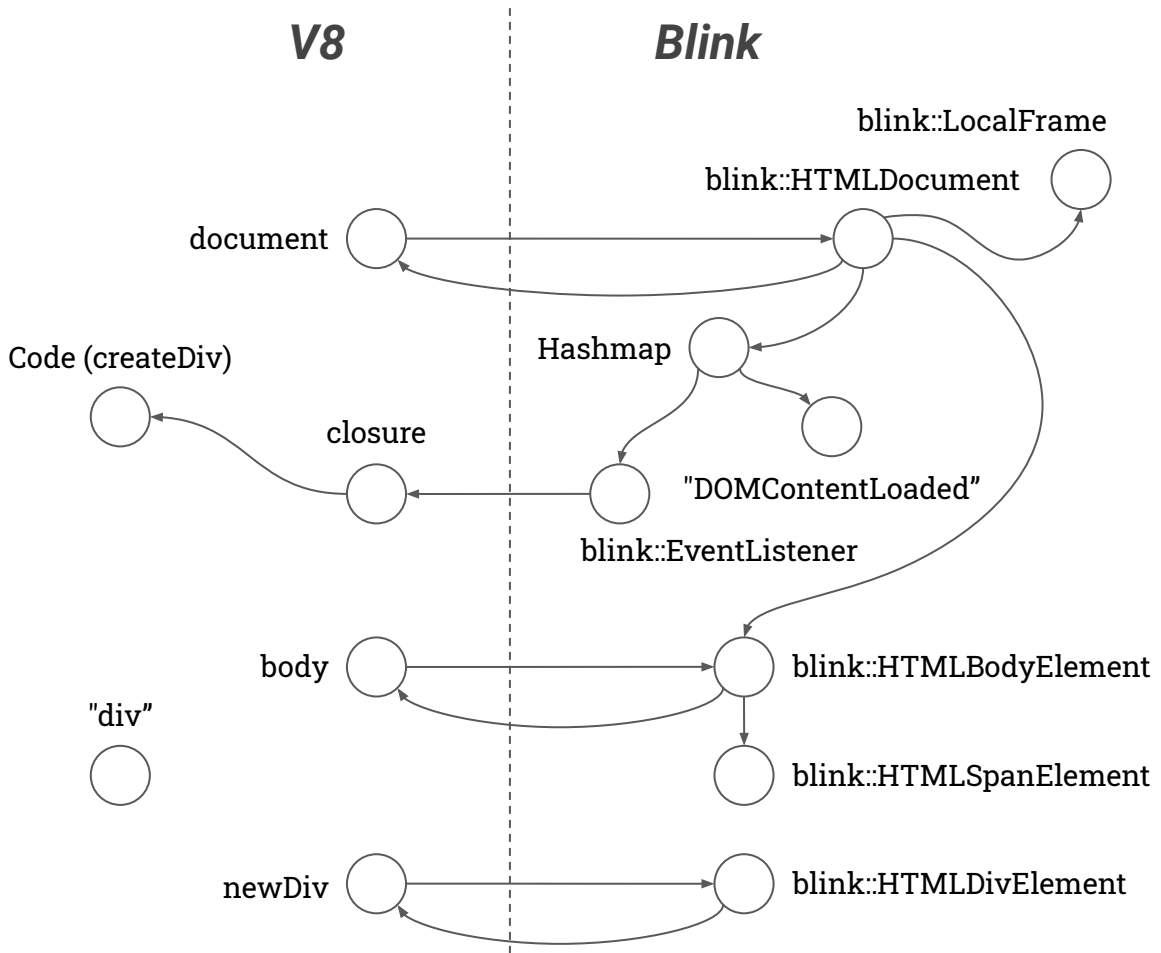 V8
Blink
blink::LocalFrame
blink::HTMLDocument
document
Hashmap
Code (createDiv)
closure
"DOMContentLoaded”
blink::EventListener
body
blink::HTMLBodyElement
"div”
blink::HTMLSpanElement
newDiv
blink::HTMLDivElement